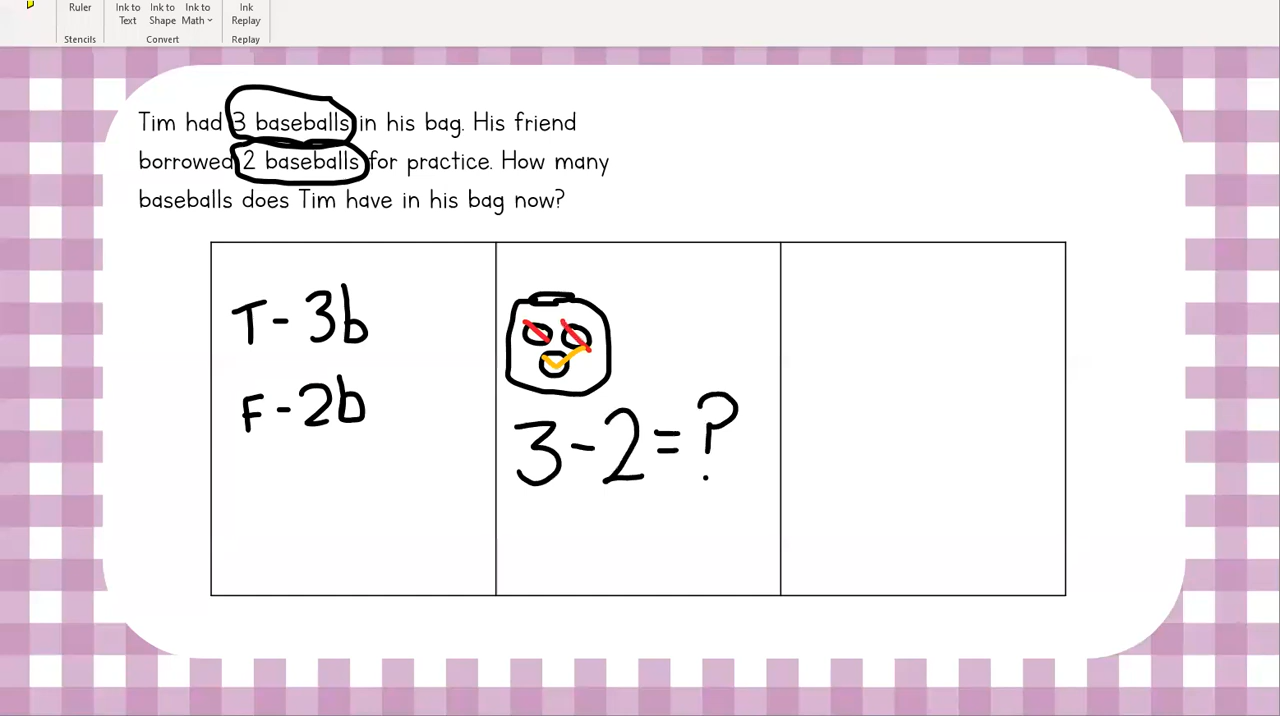 Ruler
Ink to Text
Ink to Shape
Ink to Math
Ink Replay
Stencils
Convert
Replay
Tim had 3 baseballs in his bag. His friend
borrowed 2 baseballs for practice. How many
baseballs does Tim have in his bag now?
T- 3b
F- 2b
3-2=?